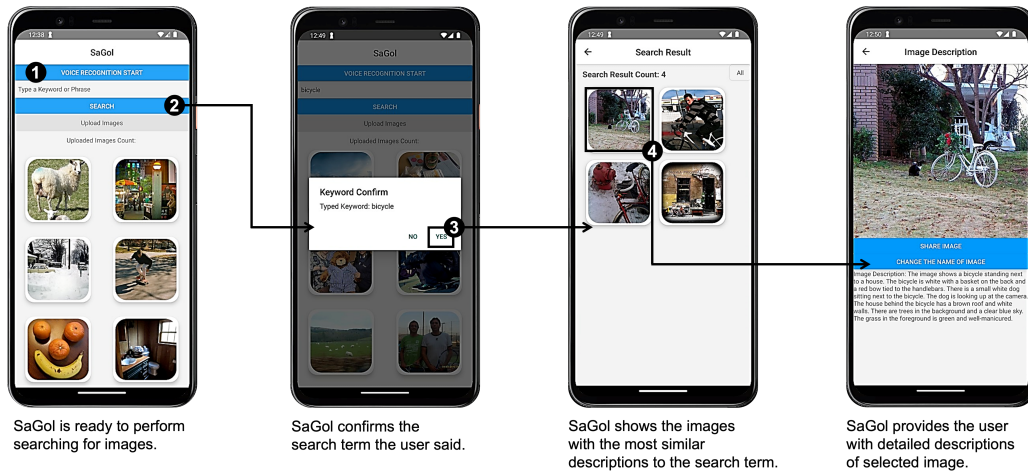 12:38
SaGol
1
VOICE RECOGNITION START
Type a Keyword or Phrase
SEARCH
2
Upload Images
Uploaded Images Count:
SaGol is ready to perform
searching for images.
12:49
SaGol
VOICE RECOGNITION START
bicycle
SEARCH
Upload Images
Uploaded Images Count:
Keyword Confirm
Typed Keyword: bicycle
NO
YES
3
SaGol confirms the
search term the user said.
12:49
Search Result
Search Result Count: 4
All
4
SaGol shows the images
with the most similar
descriptions to the search term.
12:50
Image Description
SHARE IMAGE
CHANGE THE NAME OF IMAGE
Image Description: The image shows a bicycle standing next
to a house. The bicycle is white with a basket on the back and
a red bow tied to the handlebars. There is a small white dog
sitting next to the bicycle. The dog is looking up at the camera.
The house behind the bicycle has a brown roof and white
walls. There are trees in the background and a clear blue sky.
The grass in the foreground is green and well-manicured.
SaGol provides the user
with detailed descriptions
of selected image.